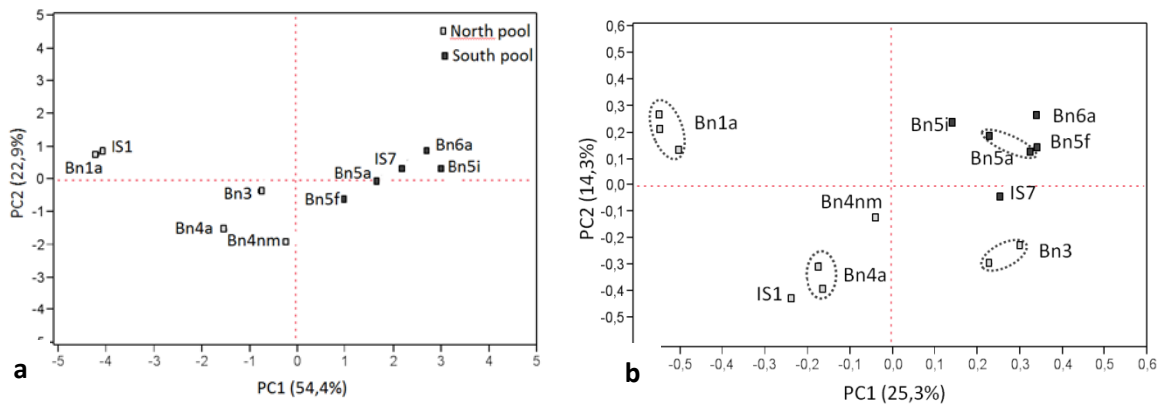 5
4
3
2
1
0
-1
-2
-3
-4
PC2 (22,9%)
North pool
South pool
IS1
Bn1a
Bn3
Bn4a
Bn4nm
Bn5f
Bn5a
IS7
Bn6a
Bn5i
-5 -4 -3 -2 -1 0 1 2 3 4 5
PC1 (54,4%)
a
0,6
0,5
0,4
0,3
0,2
0,1
0,0
-0,1
-0,2
-0,3
-0,4
-0,5
PC2 (14,3%)
Bn1a
Bn5i
Bn6a
Bn5f
Bn5a
IS7
Bn4nm
Bn3
Bn4a
IS1
-0,5 -0,4 -0,3 -0,2 -0,1 0,0 0,1 0,2 0,3 0,4 0,5 0,6
PC1 (25,3%)
b